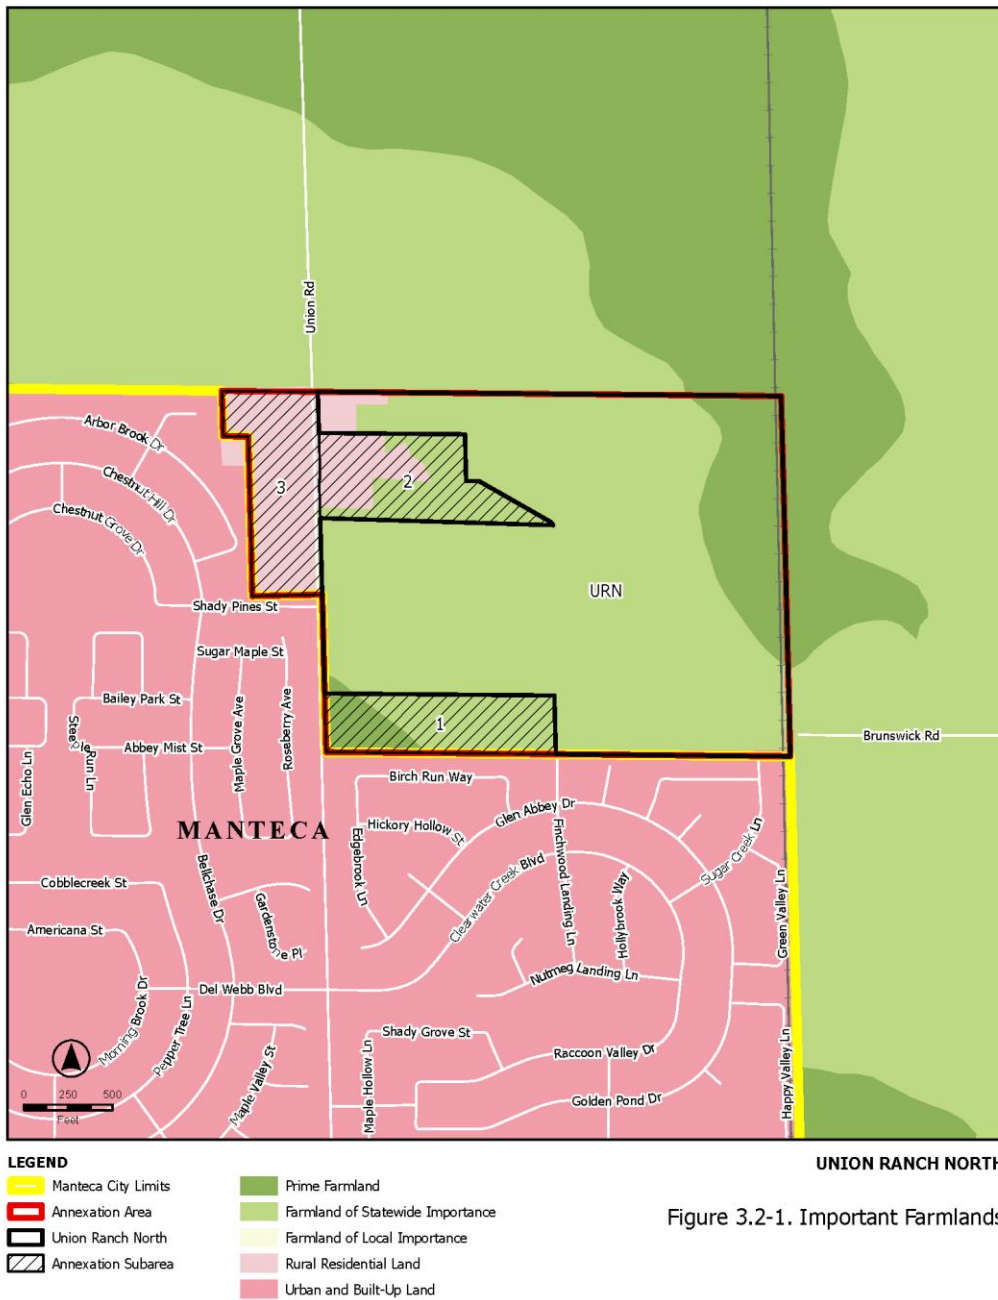 Union Rd
Arbor Brook Dr
Chestnut Hill Dr
Chestnut Grove Dr
3
2
URN
Shady Pines St
Sugar Maple St
Bailey Park St
Steeple Run Ln
Abbey Mist St
Maple Grove Ave
Roseberry Ave
Glen Echo Ln
1
Brunswick Rd
Birch Run Way
Glen Abbey Dr
MANTECA
Hickory Hollow St
Edgebrook Ln
Finchwood Landing Ln
Sugar Creek Ln
Clearwater Creek Blvd
Cobblecreek St
Bellchase Dr
Gardenstone Pl
Hollybrook Way
Green Valley Ln
Americana St
Nutmeg Landing Ln
Del Webb Blvd
Morning Brook Dr
Pepper Tree Ln
Maple Valley St
Shady Grove St
Maple Hollow Ln
Raccoon Valley Dr
Golden Pond Dr
Happy Valley Ln
0 250 500
Feet
LEGEND
Manteca City Limits
Annexation Area
Union Ranch North
Annexation Subarea
Prime Farmland
Farmland of Statewide Importance
Farmland of Local Importance
Rural Residential Land
Urban and Built-Up Land
UNION RANCH NORTH
Figure 3.2-1. Important Farmlands